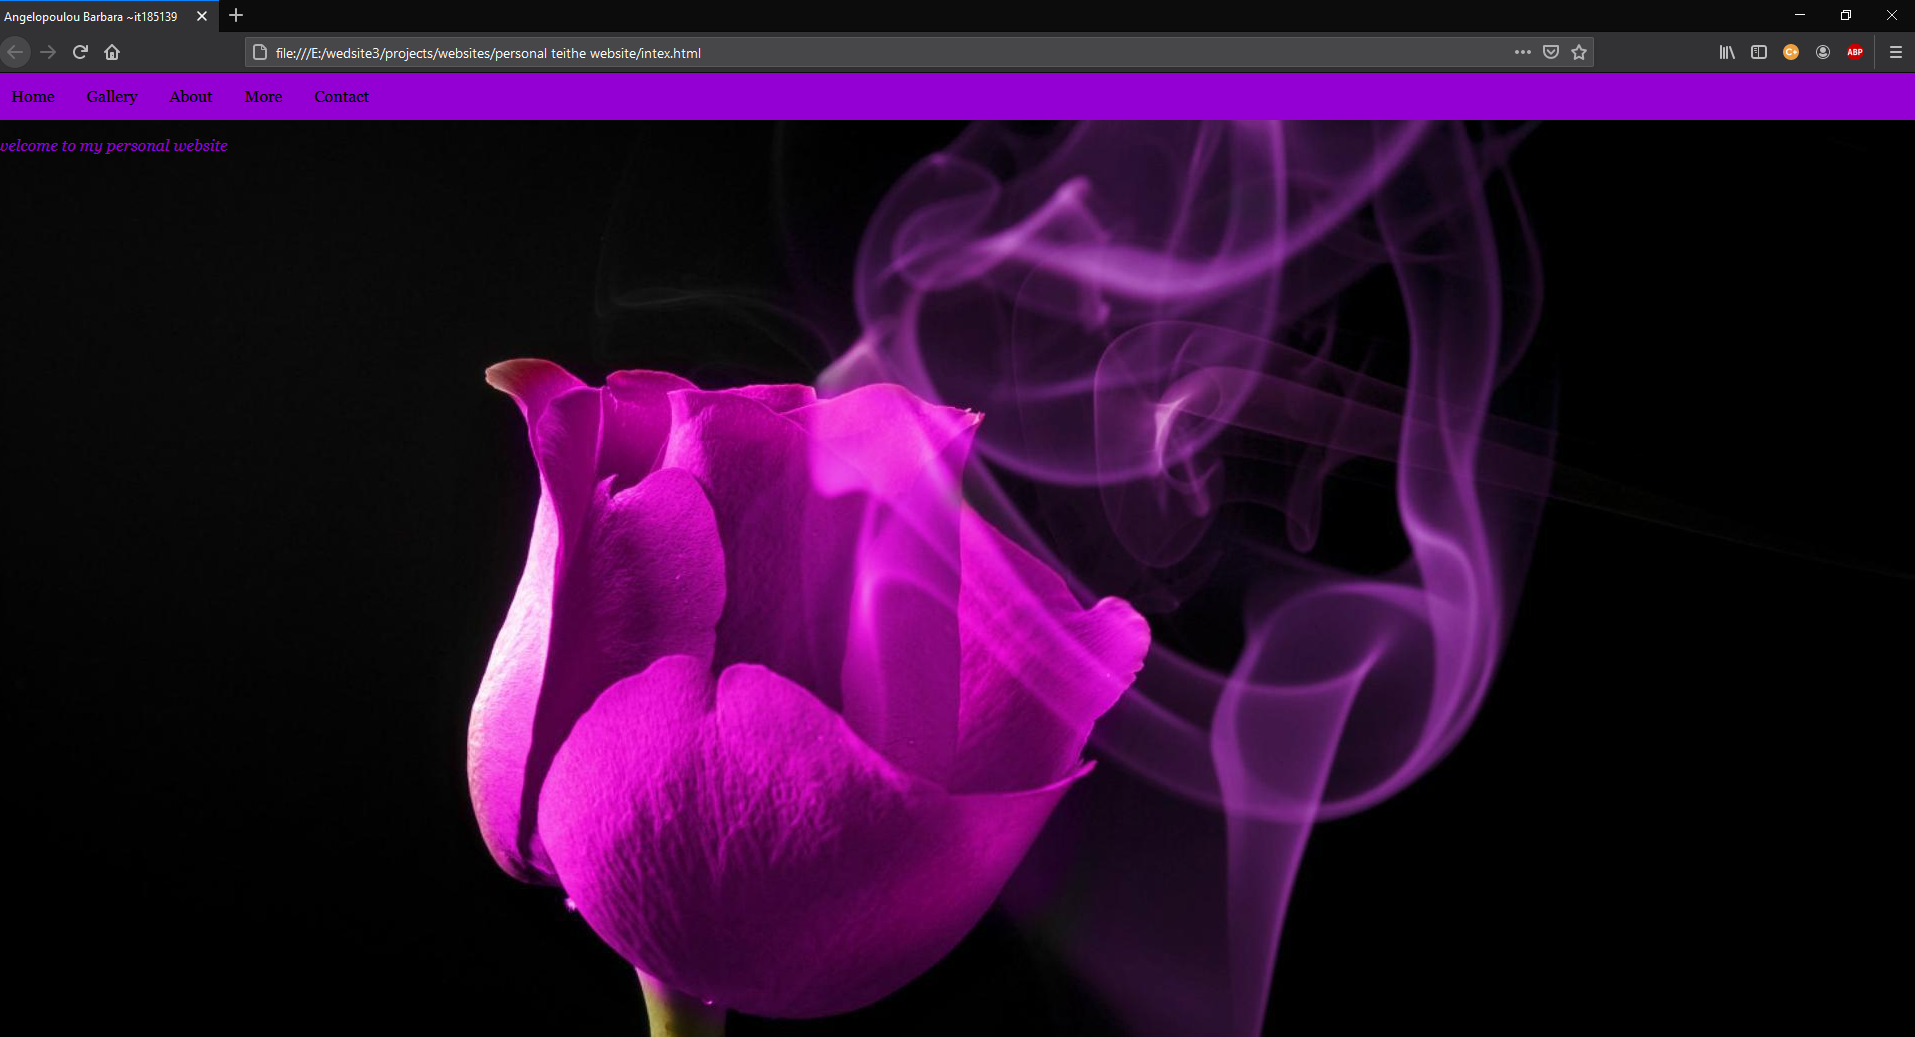 Angelopoulou Barbara ~it185139
file:///E:/wedsite3/projects/websites/personal teithe website/intex.html
C+
ABP
Home Gallery About More Contact
welcome to my personal website